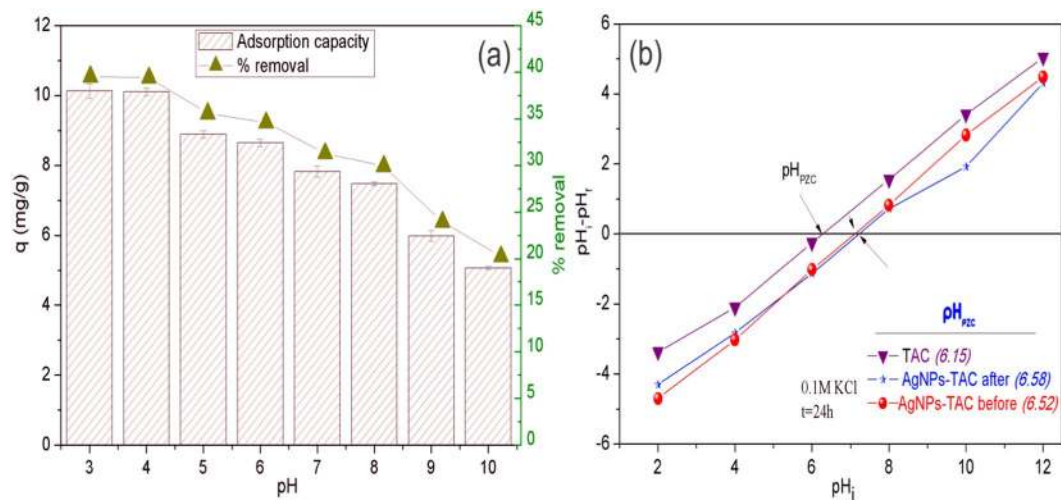 (a)
Adsorption capacity
% removal
q (mg/g)
12
10
8
6
4
2
0
45
40
35
30
25
20
15
10
5
0
% removal
3 4 5 6 7 8 9 10
pH
(b)
pHPZC
pHi-pHf
6
4
2
0
-2
-4
-6
ρHPZC
TAC (6.15)
AgNPs-TAC after (6.58)
AgNPs-TAC before (6.52)
0.1M KCl
t=24h
2 4 6 8 10 12
pHi